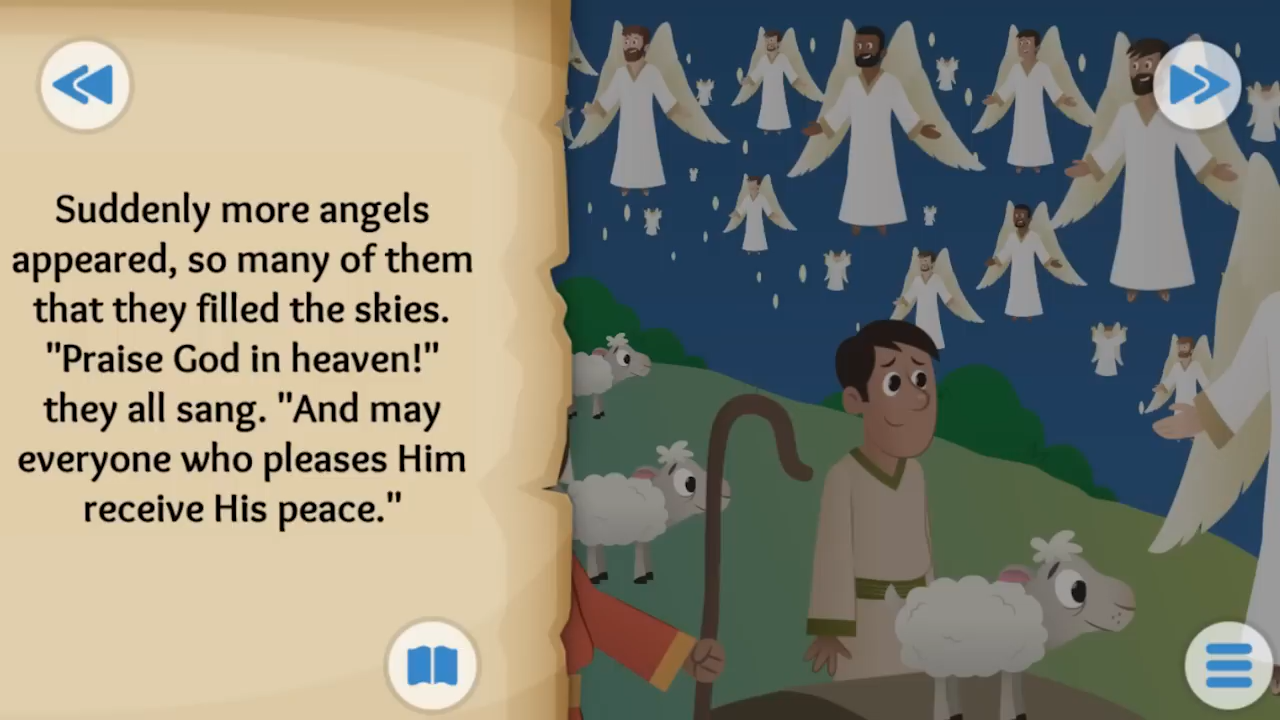 Suddenly more angels
appeared, so many of them
that they filled the skies.
"Praise God in heaven!"
they all sang. "And may
everyone who pleases Him
receive His peace."